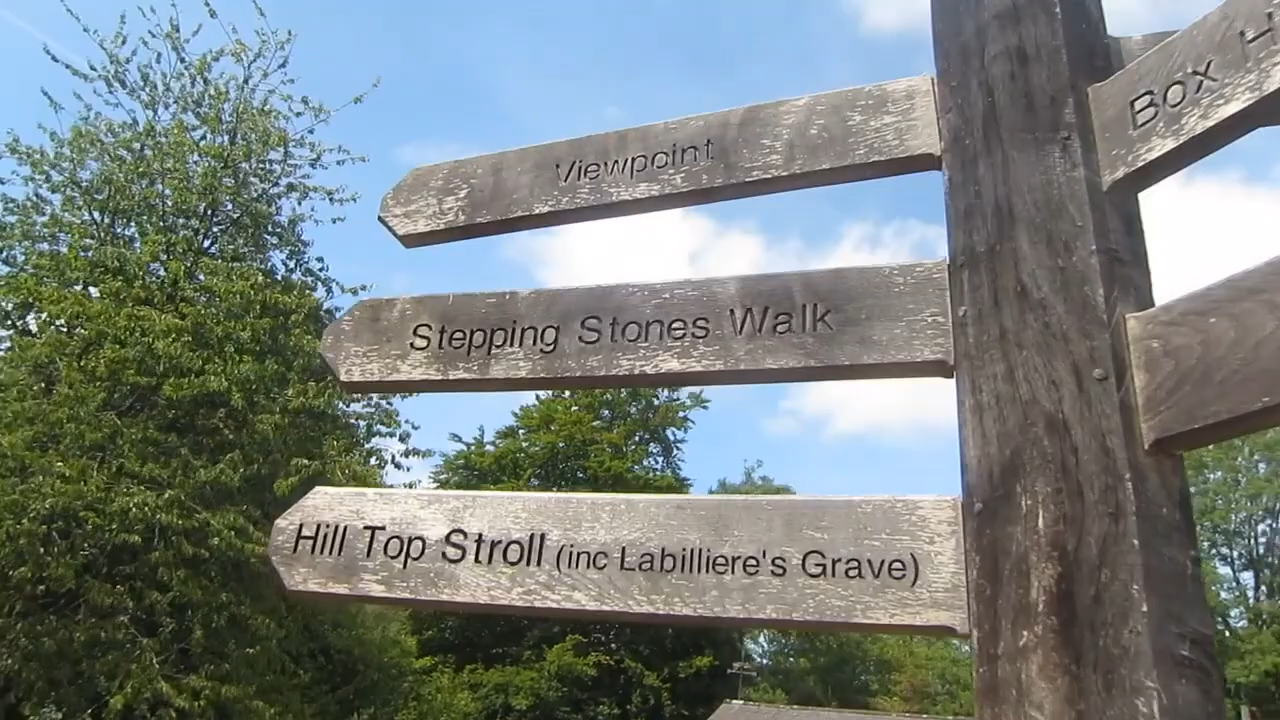 Viewpoint
Stepping Stones Walk
Hill Top Stroll (inc Labilliere's Grave)
Box H